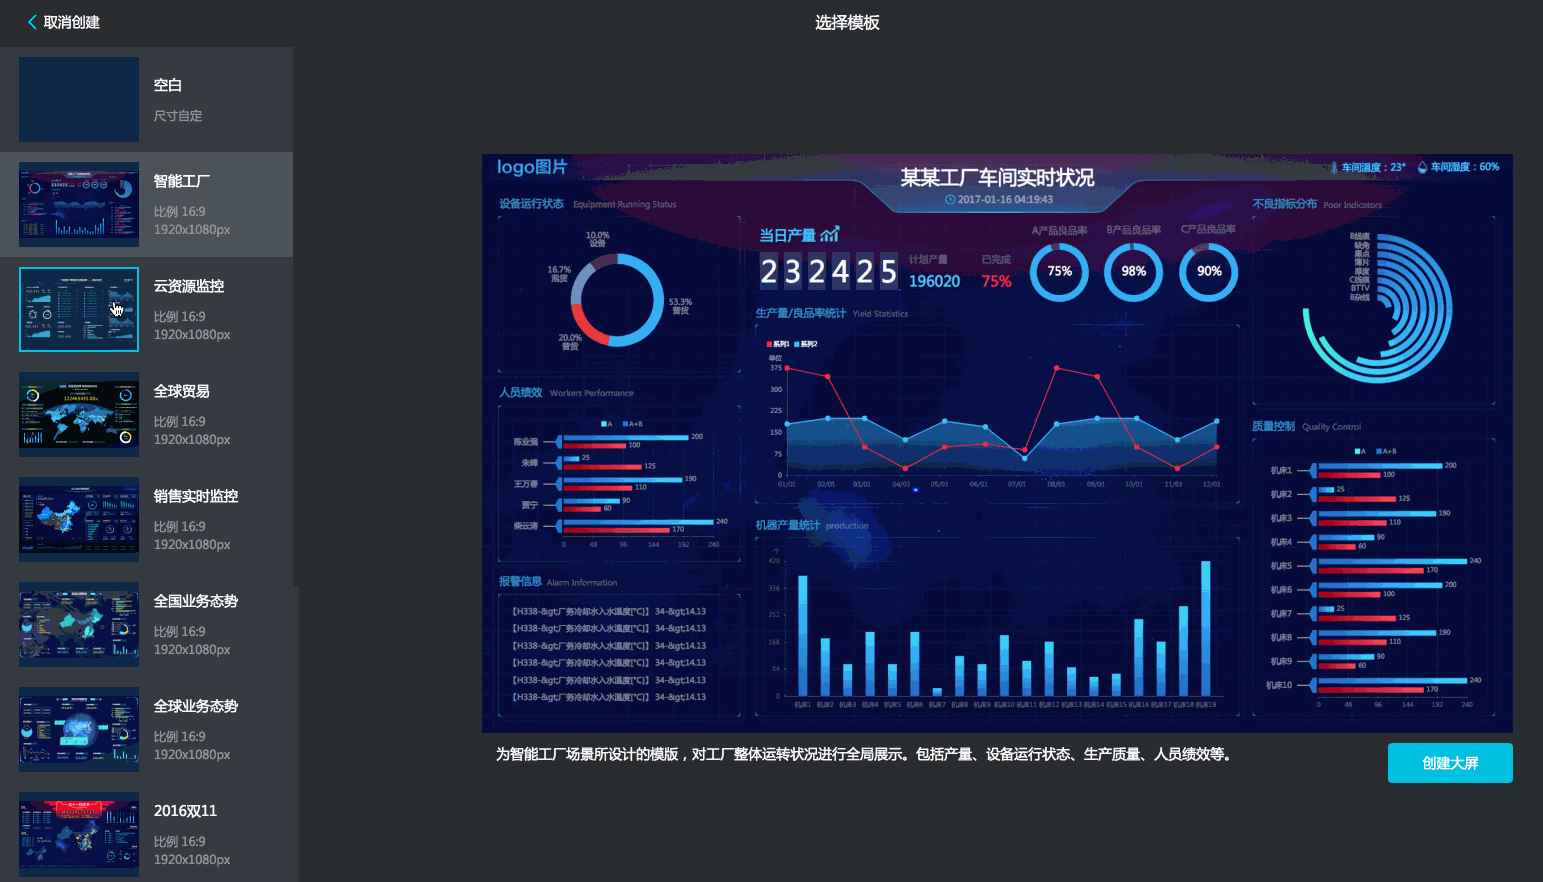 取消创建
选择模板
空白
尺寸自定
智能工厂
比例 16:9
1920x1080px
云资源监控
比例 16:9
1920x1080px
全球贸易
比例 16:9
1920x1080px
销售实时监控
比例 16:9
1920x1080px
全国业务态势
比例 16:9
1920x1080px
全球业务态势
比例 16:9
1920x1080px
2016双11
比例 16:9
1920x1080px
logo图片
某某工厂车间实时状况
2017-01-16 04:19:43
车间温度：23°
车间湿度：60%
设备运行状态 Equipment Running Status
10.0%
设备
16.7%
泡货
53.3%
普货
20.0%
普货
人员绩效 Workers Performance
A A+B
陈业强 200 100
朱峰 25 125
王万春 190 110
贾宁 90 60
柴云涛 240 170
0 48 96 144 192 240
报警信息 Alarm Information
【H338-&gt;厂务冷却水入水温度[°C]】 34-&gt;14.13
【H338-&gt;厂务冷却水入水温度[°C]】 34-&gt;14.13
【H338-&gt;厂务冷却水入水温度[°C]】 34-&gt;14.13
【H338-&gt;厂务冷却水入水温度[°C]】 34-&gt;14.13
【H338-&gt;厂务冷却水入水温度[°C]】 34-&gt;14.13
【H338-&gt;厂务冷却水入水温度[°C]】 34-&gt;14.13
当日产量
232425
计划产量
196020
已完成
75%
A产品良品率
75%
B产品良品率
98%
C产品良品率
90%
生产量/良品率统计 Yield Statistics
系列1 系列2
单位
375
300
225
150
75
0
01/01 02/01 03/01 04/01 05/01 06/01 07/01 08/01 09/01 10/01 11/01 12/01
机器产量统计 production
个
420
336
252
168
84
0
机床1 机床2 机床3 机床4 机床5 机床6 机床7 机床8 机床9 机床10 机床11 机床12 机床13 机床14 机床15 机床16 机床17 机床18 机床19
不良指标分布 Poor Indicators
B线痕
缺角
黑点
薄片
厚度
C线痕
BTTV
B杂线
质量控制 Quality Control
A A+B
机床1 200 100
机床2 25 125
机床3 190 110
机床4 90 60
机床5 240 170
机床6 200 100
机床7 25 125
机床8 190 110
机床9 90 60
机床10 240 170
0 48 96 144 192 240
为智能工厂场景所设计的模版，对工厂整体运转状况进行全局展示。包括产量、设备运行状态、生产质量、人员绩效等。
创建大屏